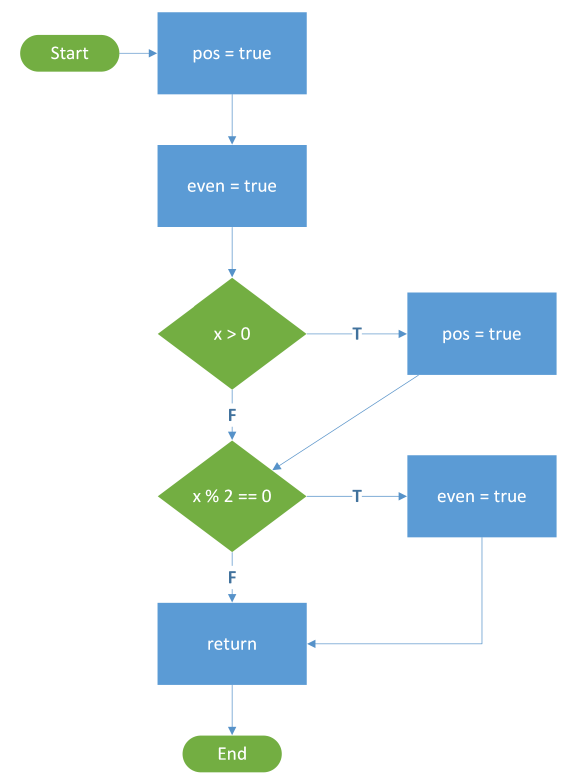 Start
pos = true
even = true
x > 0
T
pos = true
F
x % 2 == 0
T
even = true
F
return
End